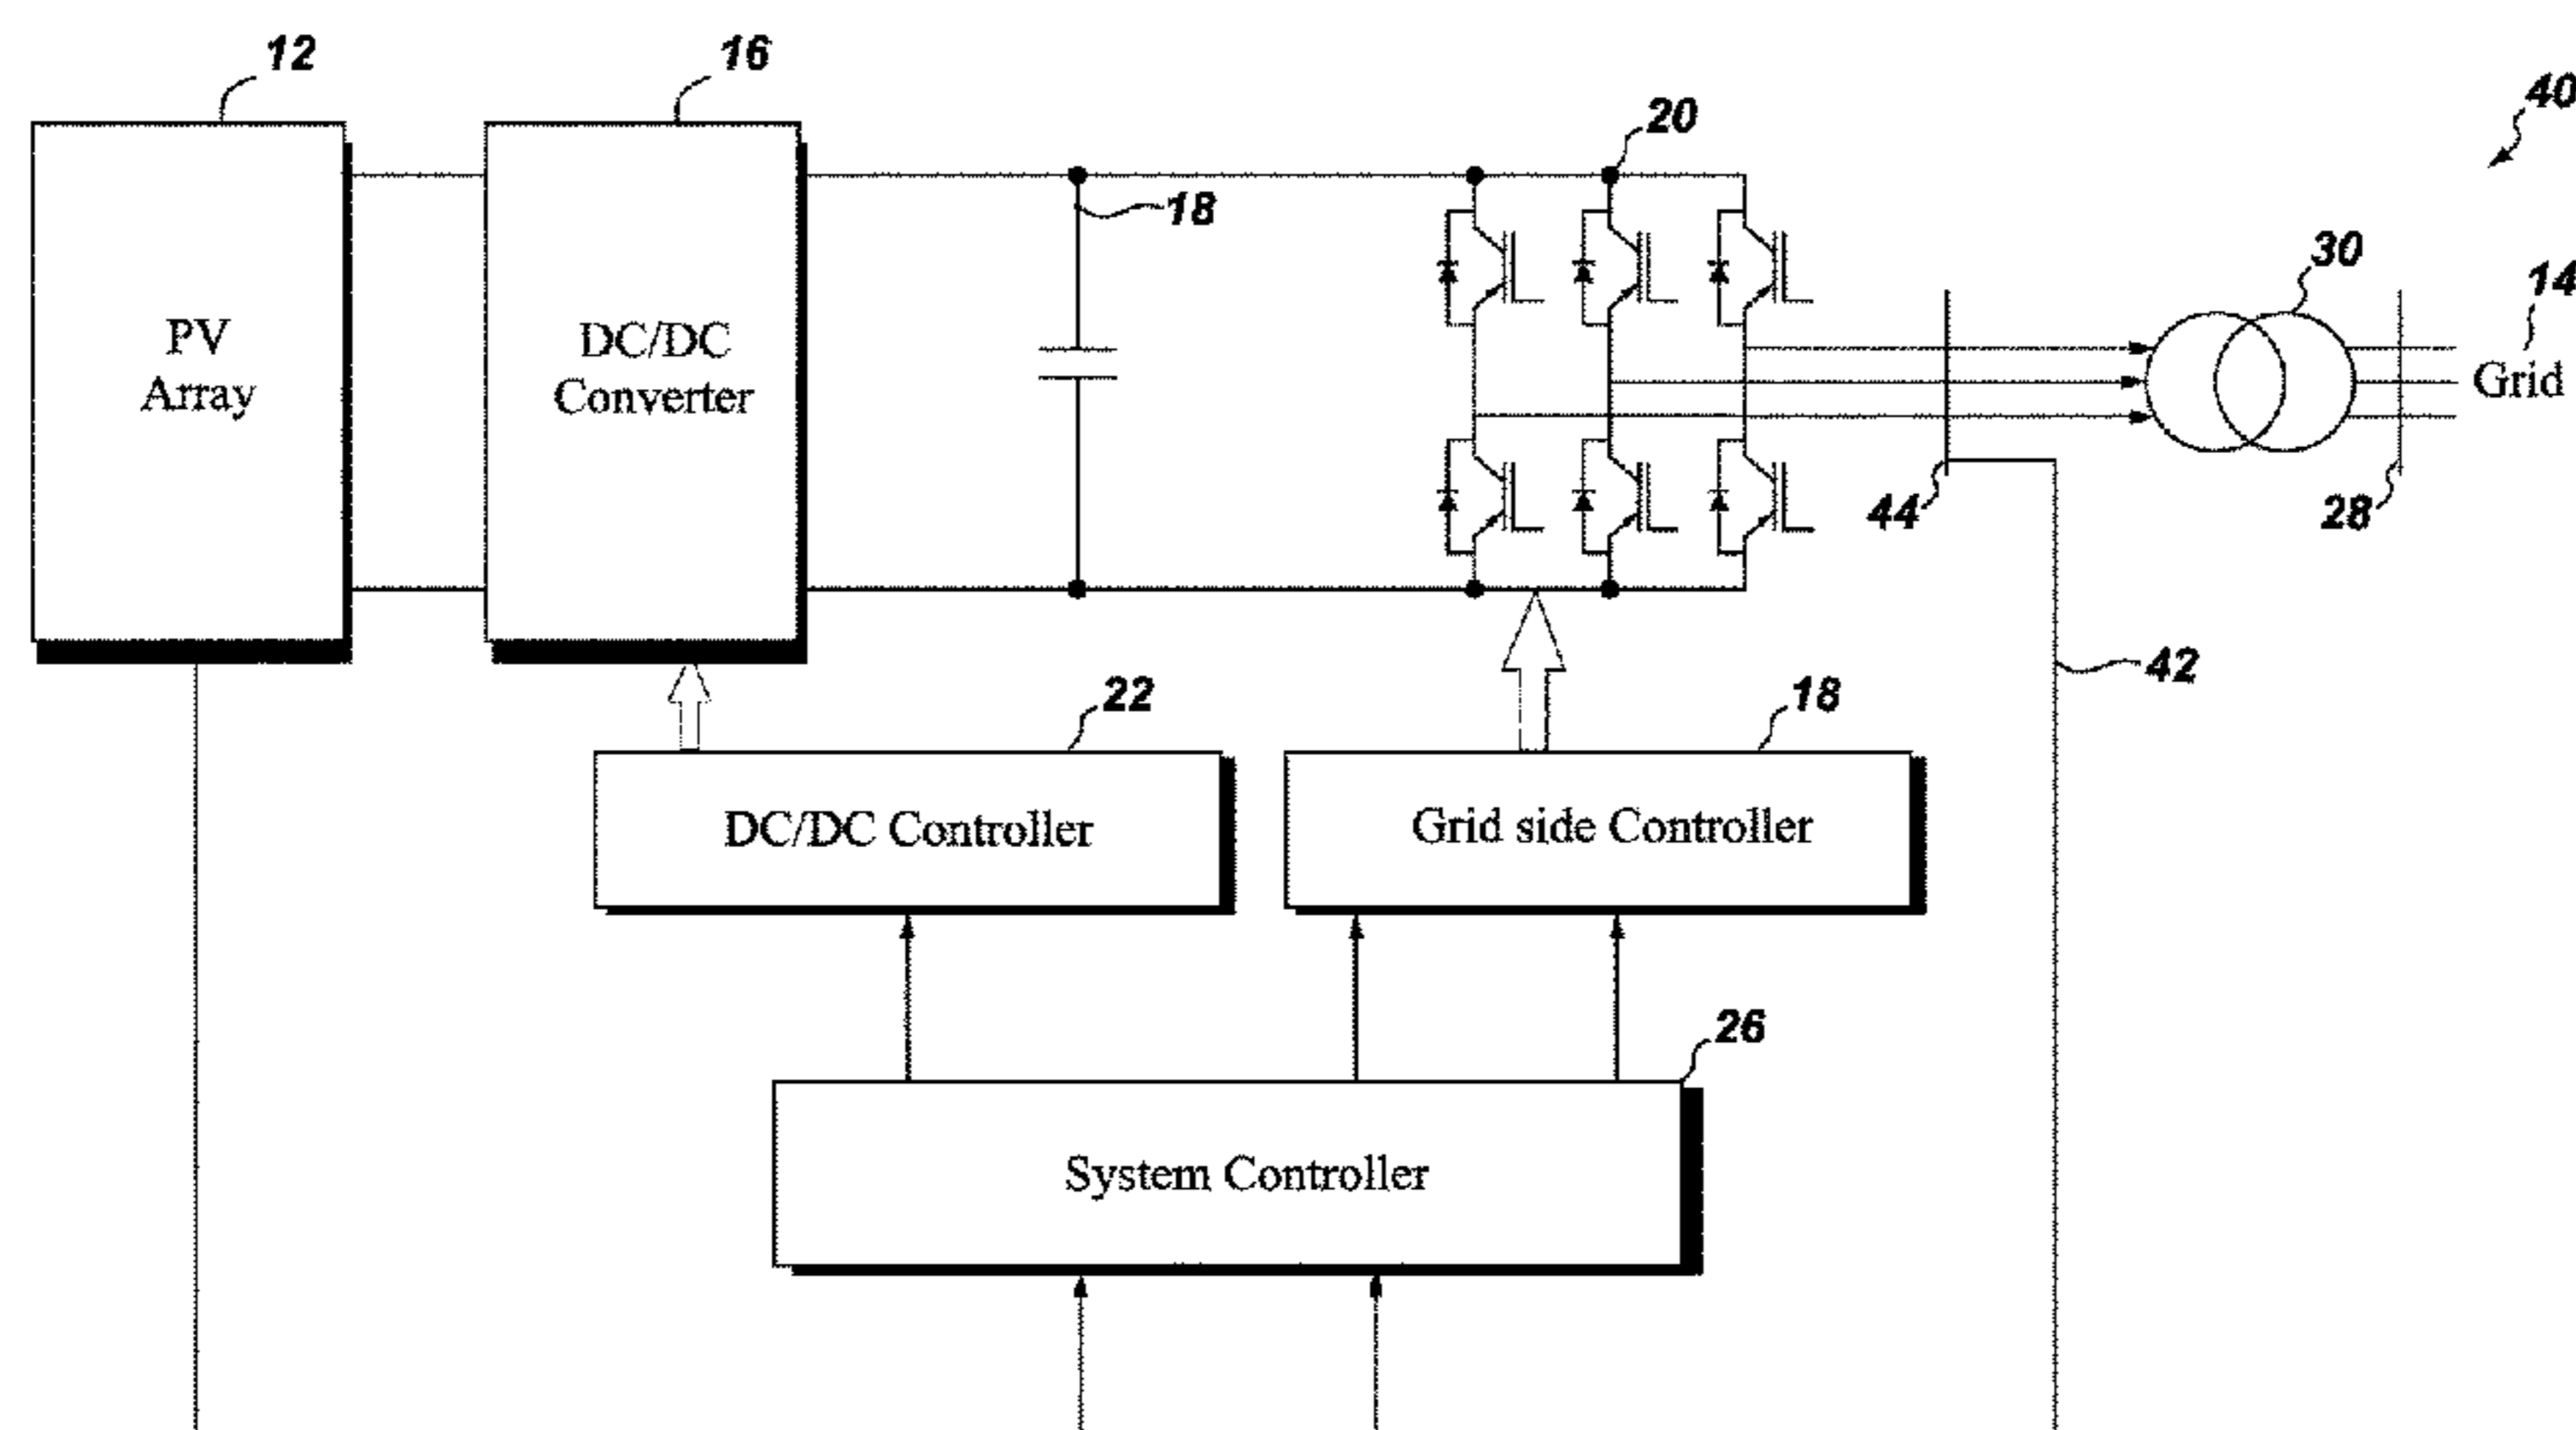 12
16
20
40
18
30
14
PV
Array
DC/DC
Converter
Grid
44
28
42
22
18
DC/DC Controller
Grid side Controller
26
System Controller